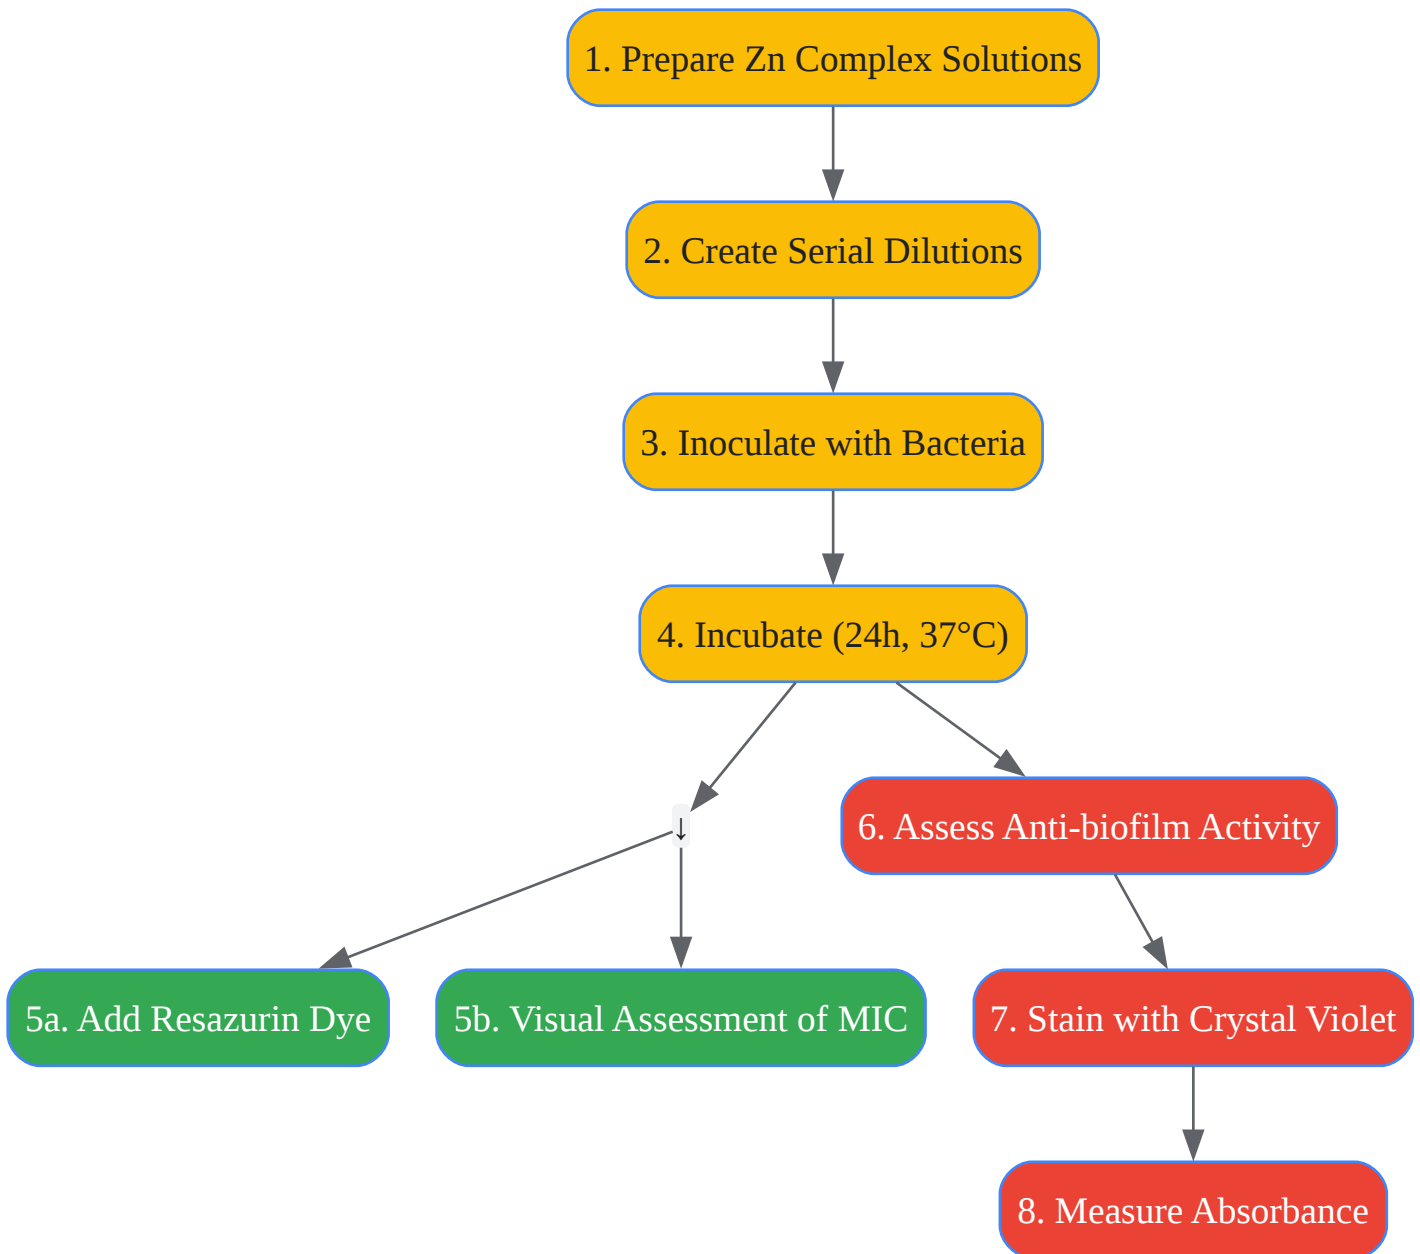 1. Prepare Zn Complex Solutions
2. Create Serial Dilutions
3. Inoculate with Bacteria
4. Incubate (24h, 37°C)
↓
6. Assess Anti-biofilm Activity
5a. Add Resazurin Dye
5b. Visual Assessment of MIC
7. Stain with Crystal Violet
8. Measure Absorbance